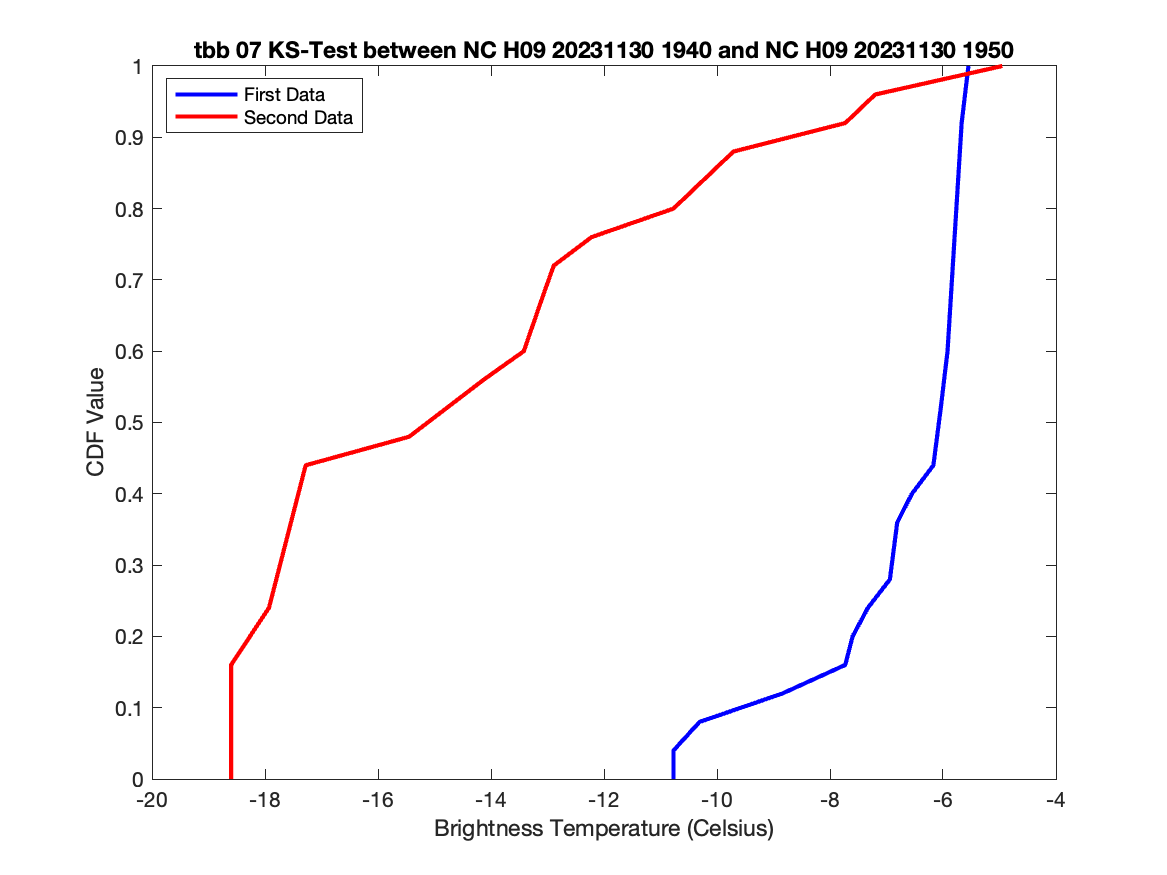 tbb 07 KS-Test between NC H09 20231130 1940 and NC H09 20231130 1950
First Data
Second Data
1
0.9
0.8
0.7
0.6
0.5
0.4
0.3
0.2
0.1
0
CDF Value
-20 -18 -16 -14 -12 -10 -8 -6 -4
Brightness Temperature (Celsius)